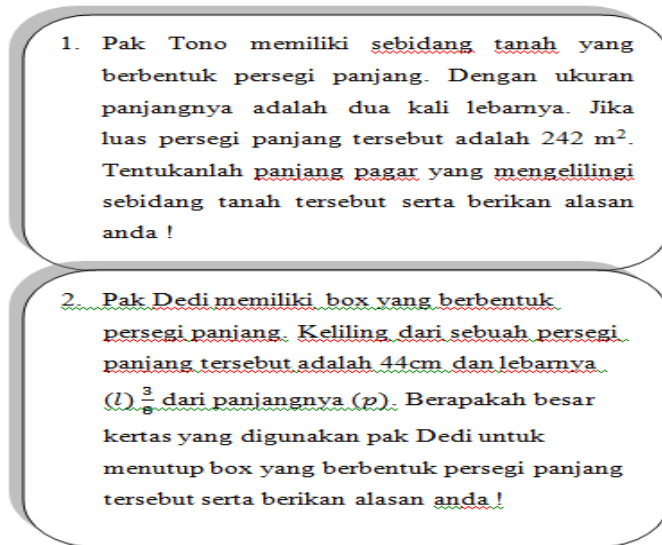 1. Pak Tono memiliki sebidang tanah yang
berbentuk persegi panjang. Dengan ukuran
panjangnya adalah dua kali lebarnya. Jika
luas persegi panjang tersebut adalah 242 m².
Tentukanlah panjang pagar yang mengelilingi
sebidang tanah tersebut serta berikan alasan
anda !
2. Pak Dedi memiliki box yang berbentuk
persegi panjang. Keliling dari sebuah persegi
panjang tersebut adalah 44cm dan lebarnya
(l) 3/8 dari panjangnya (p). Berapakah besar
kertas yang digunakan pak Dedi untuk
menutup box yang berbentuk persegi panjang
tersebut serta berikan alasan anda !